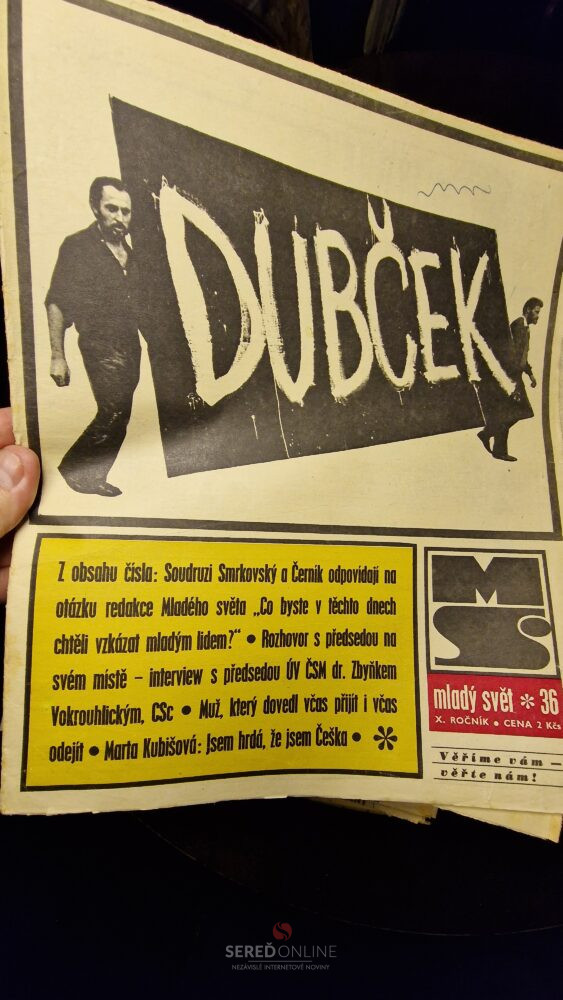 DUBČEK
Z obsahu čísla: Soudruzi Smrkovský a Černík odpovídají na
otázku redakce Mladého světa „Co byste v těchto dnech
chtěli vzkázat mladým lidem?“ • Rozhovor s předsedou na
svém místě – interview s předsedou ÚV ČSM dr. Zbyňkem
Vokrouhlickým, CSc • Muž, který dovedl včas přijít i včas
odejít • Marta Kubišová: Jsem hrdá, že jsem Češka • *
MS
mladý svět * 36
X. ROČNÍK • CENA 2 Kčs
Věříme vám –
věřte nám!
SEREĎONLINE
NEZÁVISLÉ INTERNETOVÉ NOVINY